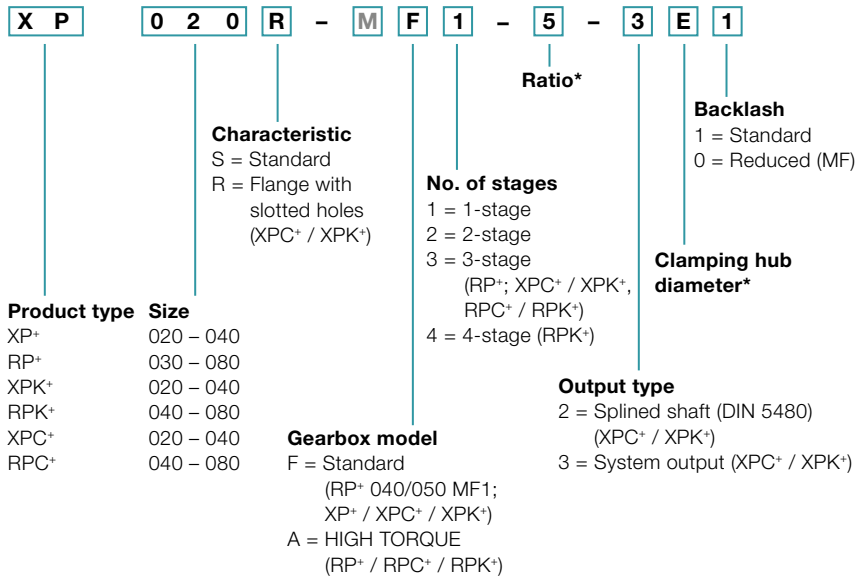 X P 0 2 0 R – M F 1 – 5 – 3 E 1
Ratio*
Backlash
1 = Standard
0 = Reduced (MF)
Characteristic
S = Standard
R = Flange with
slotted holes
(XPC⁺ / XPK⁺)
No. of stages
1 = 1-stage
2 = 2-stage
3 = 3-stage
(RP⁺; XPC⁺ / XPK⁺,
RPC⁺ / RPK⁺)
4 = 4-stage (RPK⁺)
Clamping hub
diameter*
Product type Size
XP⁺ 020 – 040
RP⁺ 030 – 080
XPK⁺ 020 – 040
RPK⁺ 040 – 080
XPC⁺ 020 – 040
RPC⁺ 040 – 080
Output type
2 = Splined shaft (DIN 5480)
(XPC⁺ / XPK⁺)
3 = System output (XPC⁺ / XPK⁺)
Gearbox model
F = Standard
(RP⁺ 040/050 MF1;
XP⁺ / XPC⁺ / XPK⁺)
A = HIGH TORQUE
(RP⁺ / RPC⁺ / RPK⁺)